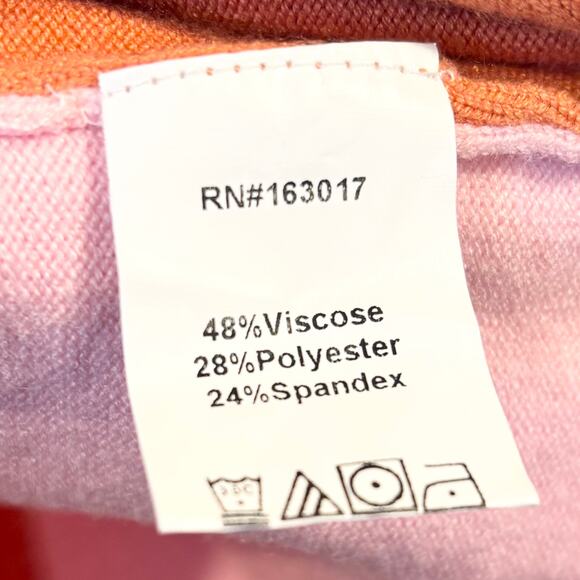 RN#163017
48%Viscose
28%Polyester
24%Spandex